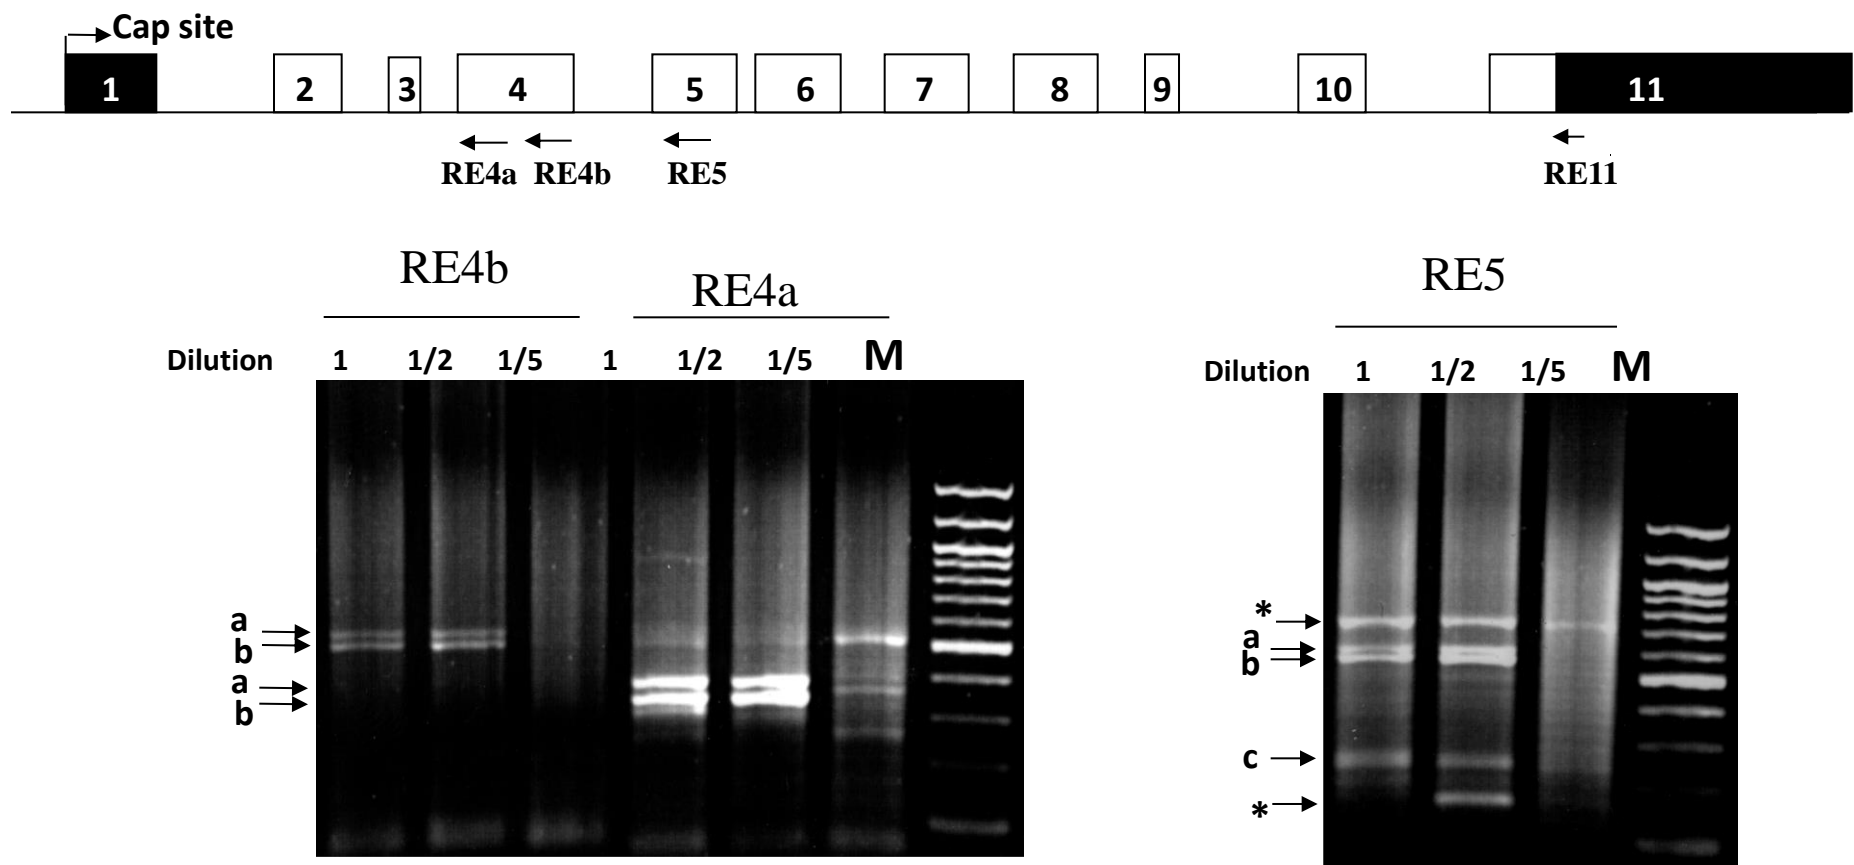 Cap site
1 2 3 4 5 6 7 8 9 10 11
RE4a RE4b RE5 RE11
RE4b RE4a RE5
Dilution 1 1/2 1/5 1 1/2 1/5 M
Dilution 1 1/2 1/5 M
a
b
a
b
*
a
b
c
*